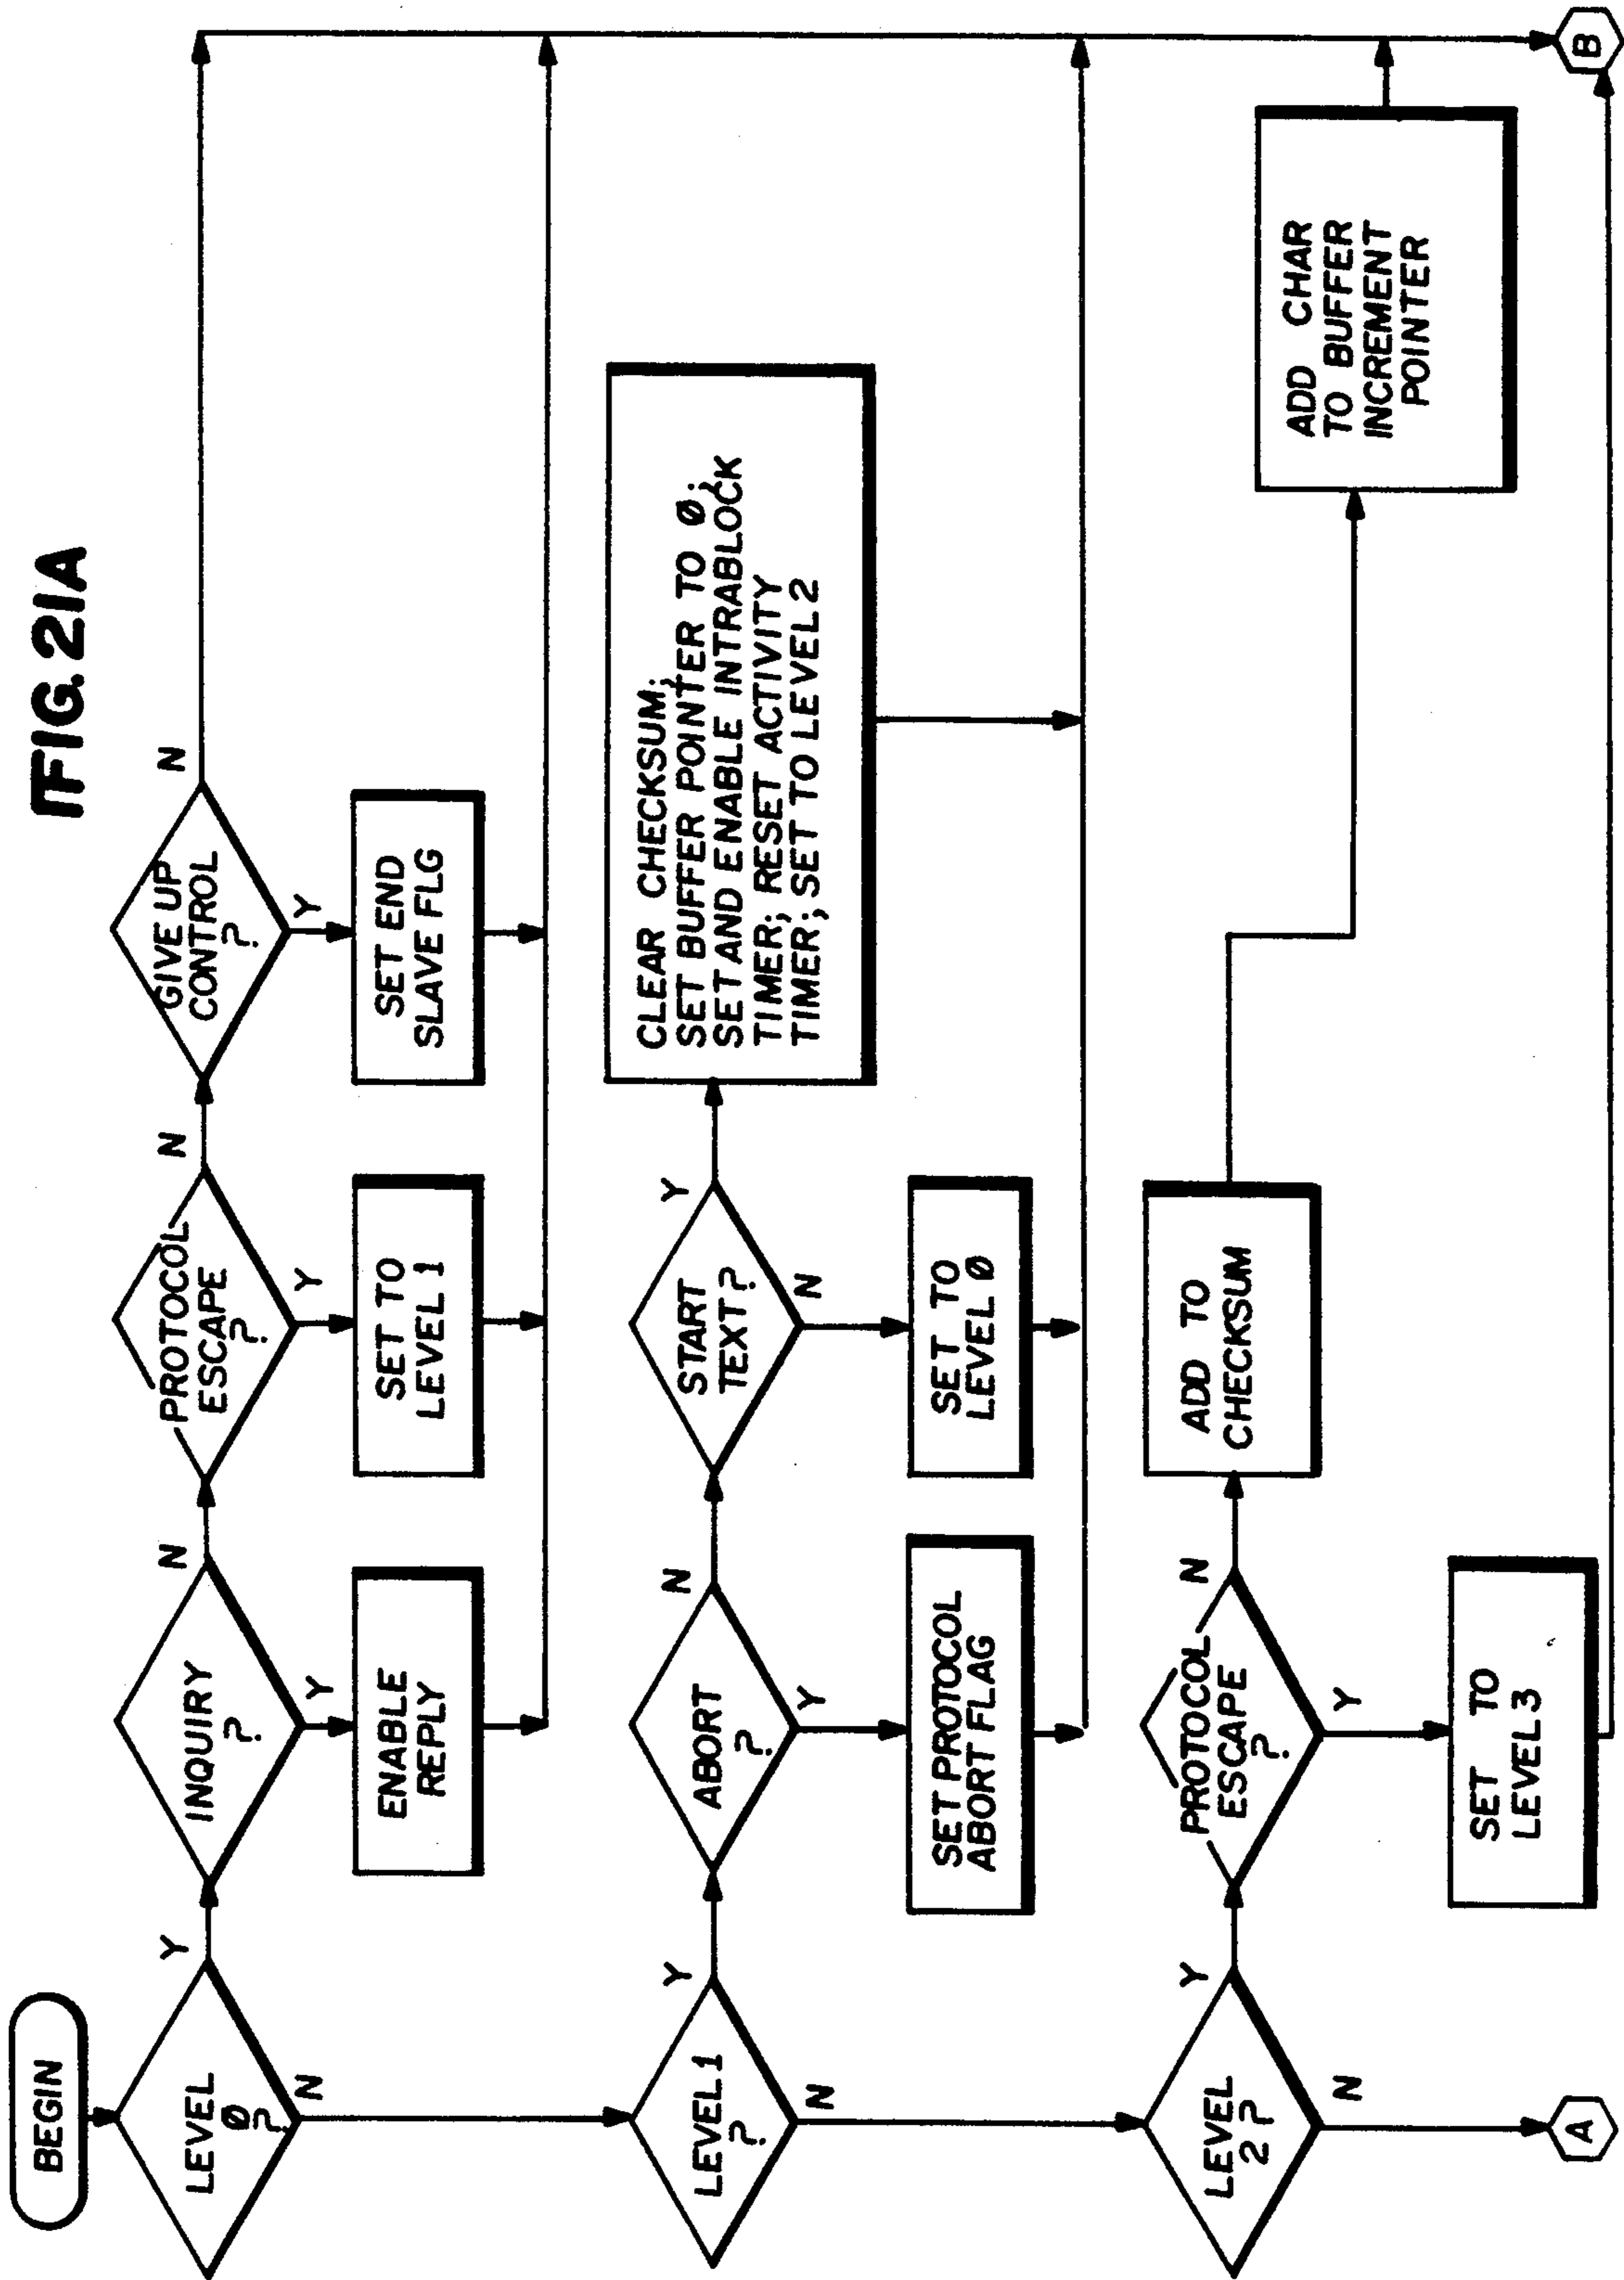 FIG. 21A
BEGIN
LEVEL
0?
Y
N
INQUIRY
?
N
Y
ENABLE
REPLY
PROTOCOL
ESCAPE
?
N
Y
SET TO
LEVEL 1
GIVE UP
CONTROL
?
N
Y
SET END
SLAVE FLG
LEVEL 1
?
Y
N
ABORT
?
N
Y
SET PROTOCOL
ABORT FLAG
START
TEXT?
Y
N
SET TO
LEVEL 0
CLEAR CHECKSUM;
SET BUFFER POINTER TO 0;
SET AND ENABLE INTRABLOCK
TIMER; RESET ACTIVITY
TIMER; SET TO LEVEL 2
LEVEL
2?
Y
N
PROTOCOL
ESCAPE
?
N
Y
SET TO
LEVEL 3
ADD TO
CHECKSUM
ADD CHAR
TO BUFFER
INCREMENT
POINTER
A
B